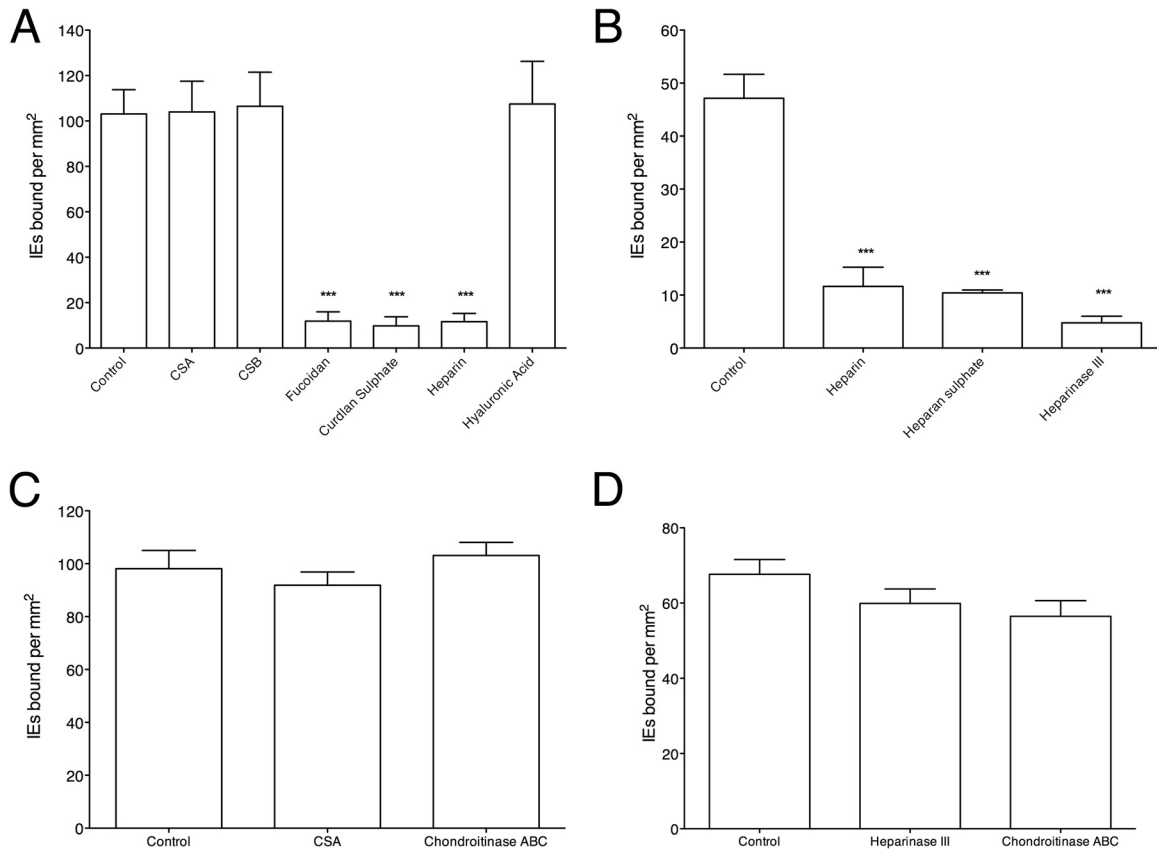 A
IEs bound per mm²
140
120
100
80
60
40
20
0
***
***
***
Control
CSA
CSB
Fucoidan
Curdlan Sulphate
Heparin
Hyaluronic Acid
B
IEs bound per mm²
60
50
40
30
20
10
0
***
***
***
Control
Heparin
Heparan sulphate
Heparinase III
C
IEs bound per mm²
120
100
80
60
40
20
0
Control
CSA
Chondroitinase ABC
D
IEs bound per mm²
80
60
40
20
0
Control
Heparinase III
Chondroitinase ABC